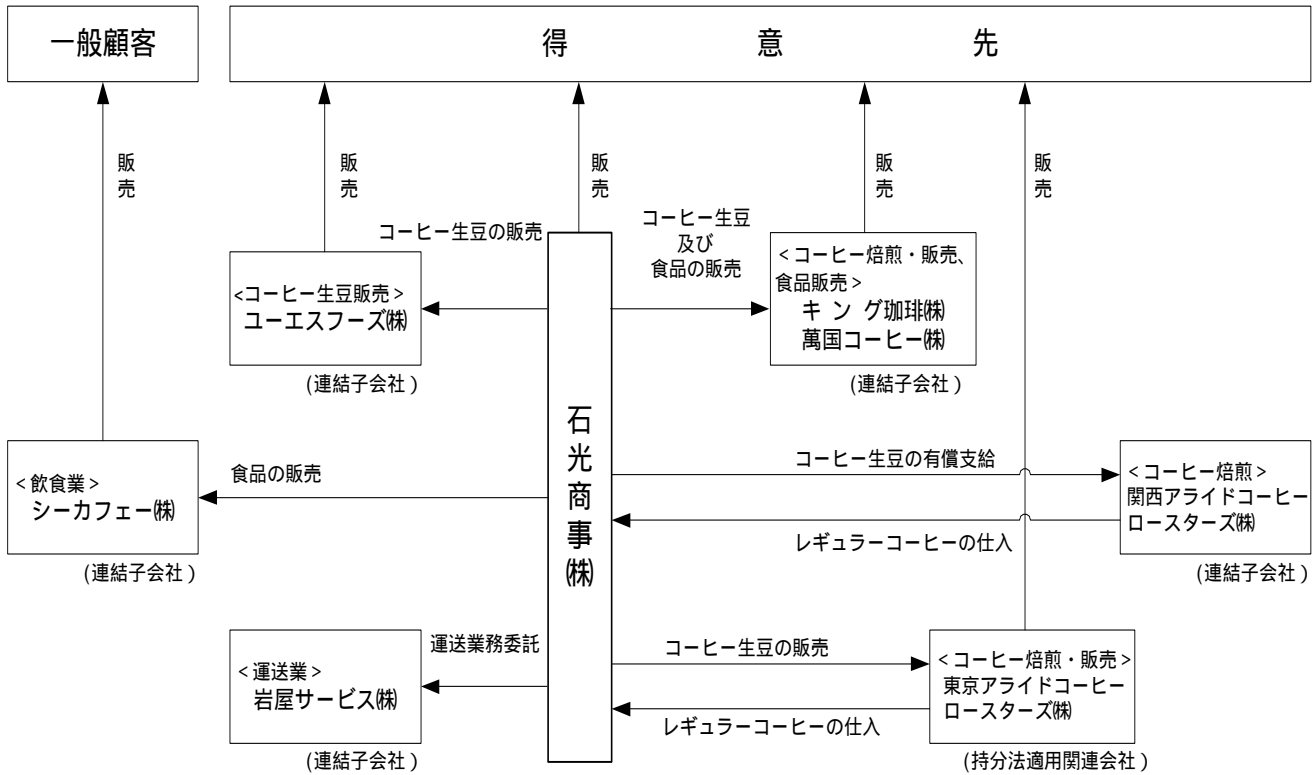 一般顧客
得意先
販売
販売
販売
販売
販売
コーヒー生豆の販売
コーヒー生豆
及び
食品の販売
<コーヒー生豆販売>
ユーエスフーズ㈱
(連結子会社)
<コーヒー焙煎・販売、
食品販売>
キング珈琲㈱
萬国コーヒー㈱
(連結子会社)
石光商事㈱
<飲食業>
シーカフェー㈱
(連結子会社)
食品の販売
コーヒー生豆の有償支給
レギュラーコーヒーの仕入
<コーヒー焙煎>
関西アライドコーヒー
ロースターズ㈱
(連結子会社)
<運送業>
岩屋サービス㈱
(連結子会社)
運送業務委託
コーヒー生豆の販売
レギュラーコーヒーの仕入
<コーヒー焙煎・販売>
東京アライドコーヒー
ロースターズ㈱
(持分法適用関連会社)